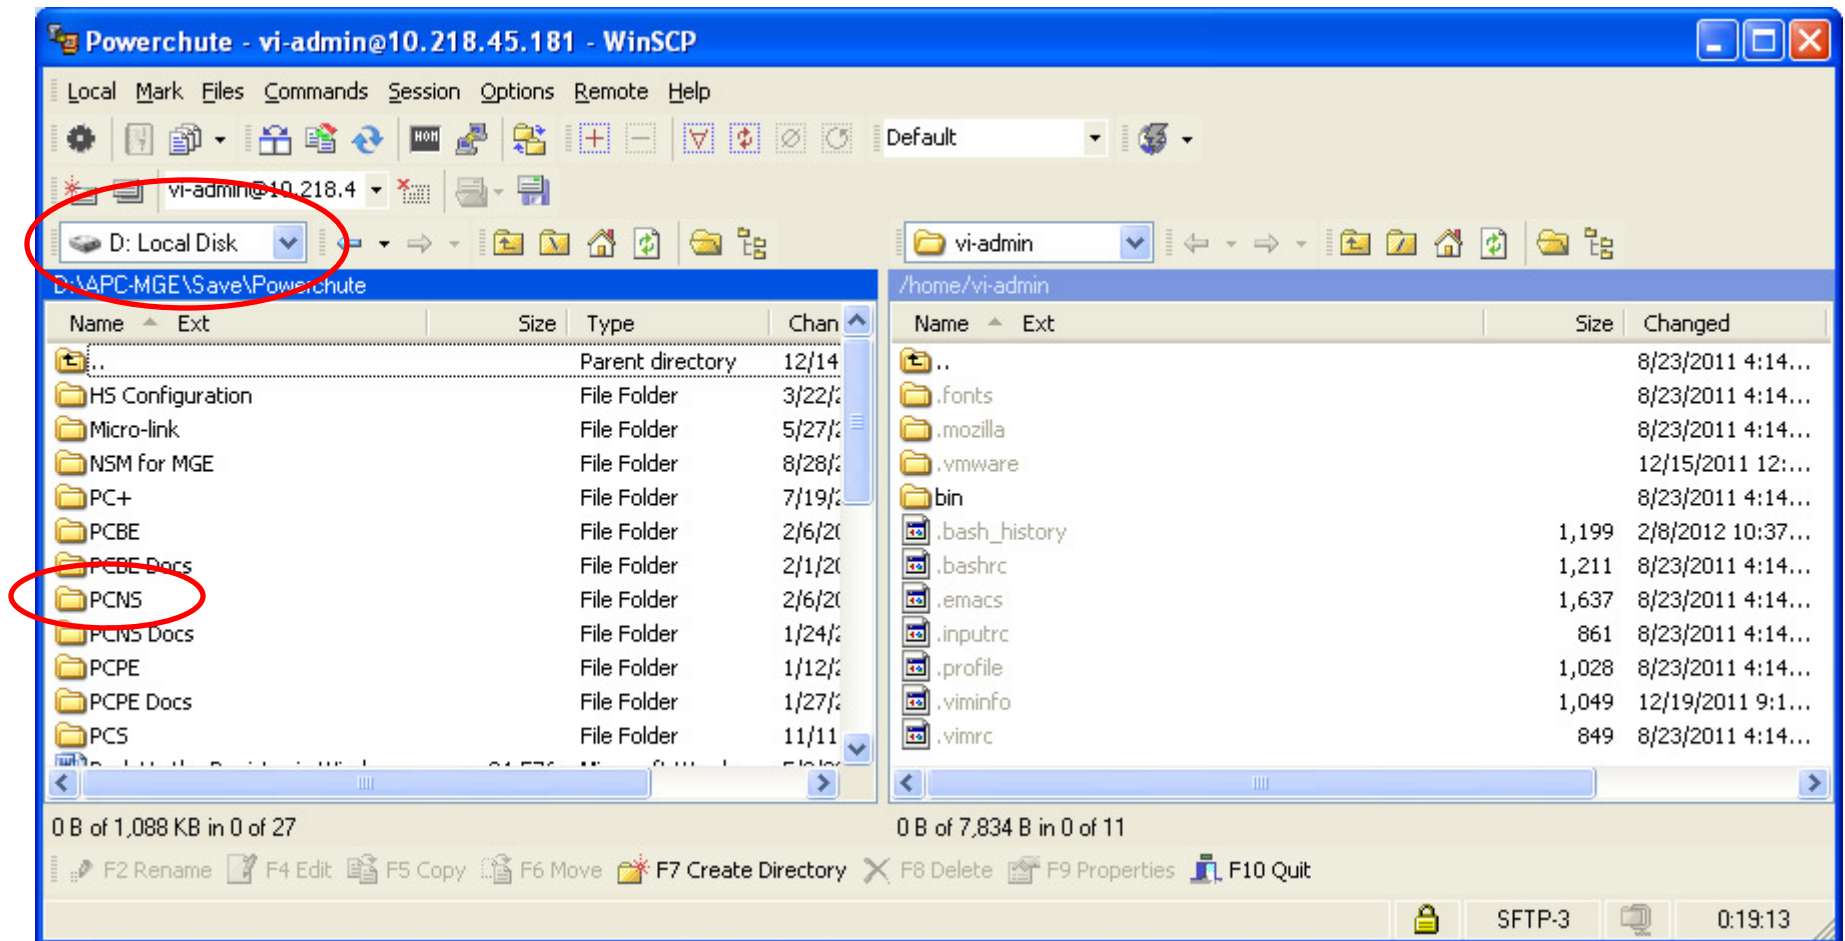 Powerchute - vi-admin@10.218.45.181 - WinSCP
Local Mark Files Commands Session Options Remote Help
Default
vi-admin@10.218.4
D: Local Disk
vi-admin
D:\APC-MGE\Save\Powerchute
/home/vi-admin
Name Ext Size Type Chan
Name Ext Size Changed
.. Parent directory 12/14
.. 8/23/2011 4:14...
HS Configuration File Folder 3/22/2
.fonts 8/23/2011 4:14...
Micro-link File Folder 5/27/2
.mozilla 8/23/2011 4:14...
NSM for MGE File Folder 8/28/2
.vmware 12/15/2011 12:...
PC+ File Folder 7/19/2
bin 8/23/2011 4:14...
PCBE File Folder 2/6/20
.bash_history 1,199 2/8/2012 10:37...
PCBE Docs File Folder 2/1/20
.bashrc 1,211 8/23/2011 4:14...
PCNS File Folder 2/6/20
.emacs 1,637 8/23/2011 4:14...
PCNS Docs File Folder 1/24/2
.inputrc 861 8/23/2011 4:14...
PCPE File Folder 1/12/2
.profile 1,028 8/23/2011 4:14...
PCPE Docs File Folder 1/27/2
.viminfo 1,049 12/19/2011 9:1...
PCS File Folder 11/11
.vimrc 849 8/23/2011 4:14...
0 B of 1,088 KB in 0 of 27
0 B of 7,834 B in 0 of 11
F2 Rename F4 Edit F5 Copy F6 Move F7 Create Directory F8 Delete F9 Properties F10 Quit
SFTP-3 0:19:13